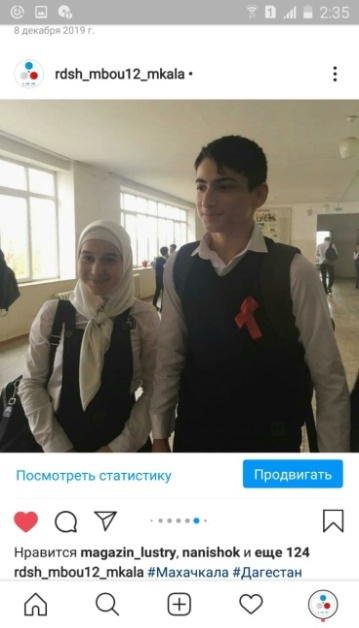 2:35
8 декабря 2019 г.
rdsh_mbou12_mkala •
Посмотреть статистику
Продвигать
Нравится magazin_lustry, nanishok и еще 124
rdsh_mbou12_mkala #Махачкала #Дагестан